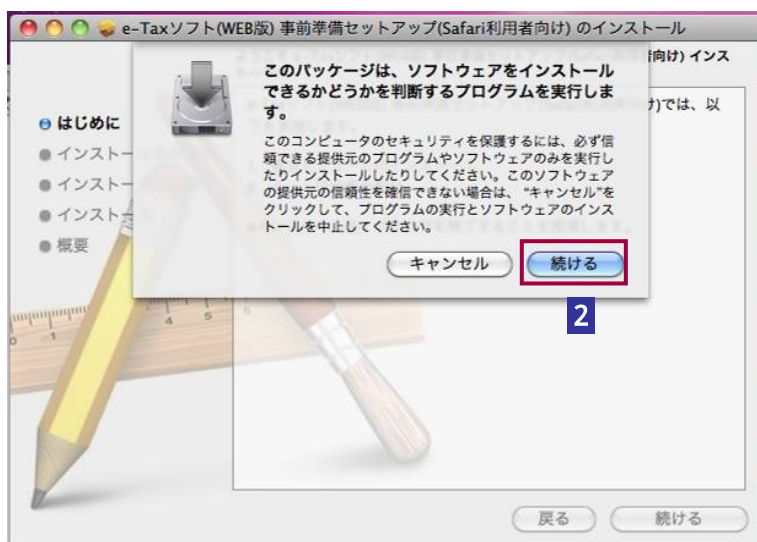 e-Taxソフト(WEB版) 事前準備セットアップ(Safari利用者向け) のインストール
向け) インス
このパッケージは、ソフトウェアをインストール
できるかどうかを判断するプログラムを実行しま
す。
け)では、以
このコンピュータのセキュリティを保護するには、必ず信
頼できる提供元のプログラムやソフトウェアのみを実行し
たりインストールしたりしてください。このソフトウェア
の提供元の信頼性を確信できない場合は、"キャンセル"を
クリックして、プログラムの実行とソフトウェアのインス
トールを中止してください。
はじめに
インストー
インストー
インスト
概要
キャンセル
続ける
2
0 1 4 5 6
戻る
続ける